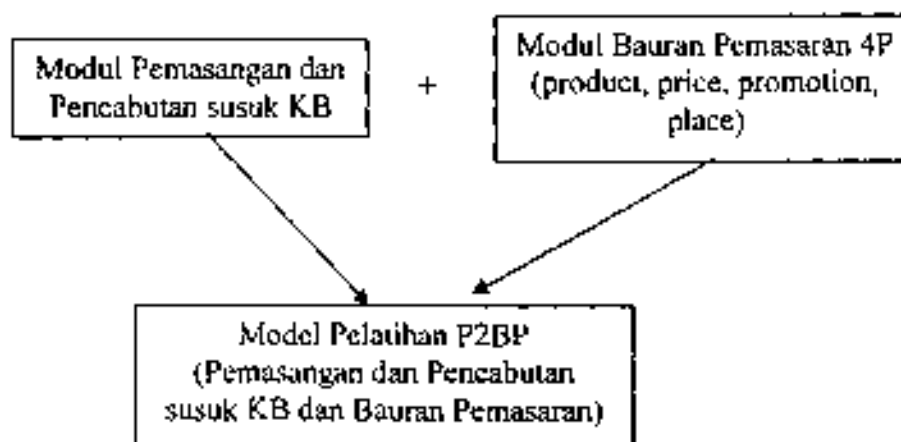 Modul Pemasangan dan
Pencabutan susuk KB
+
Modul Bauran Pemasaran 4P
(product, price, promotion,
place)
Model Pelatihan P2BP
(Pemasangan dan Pencabutan
susuk KB dan Bauran Pemasaran)